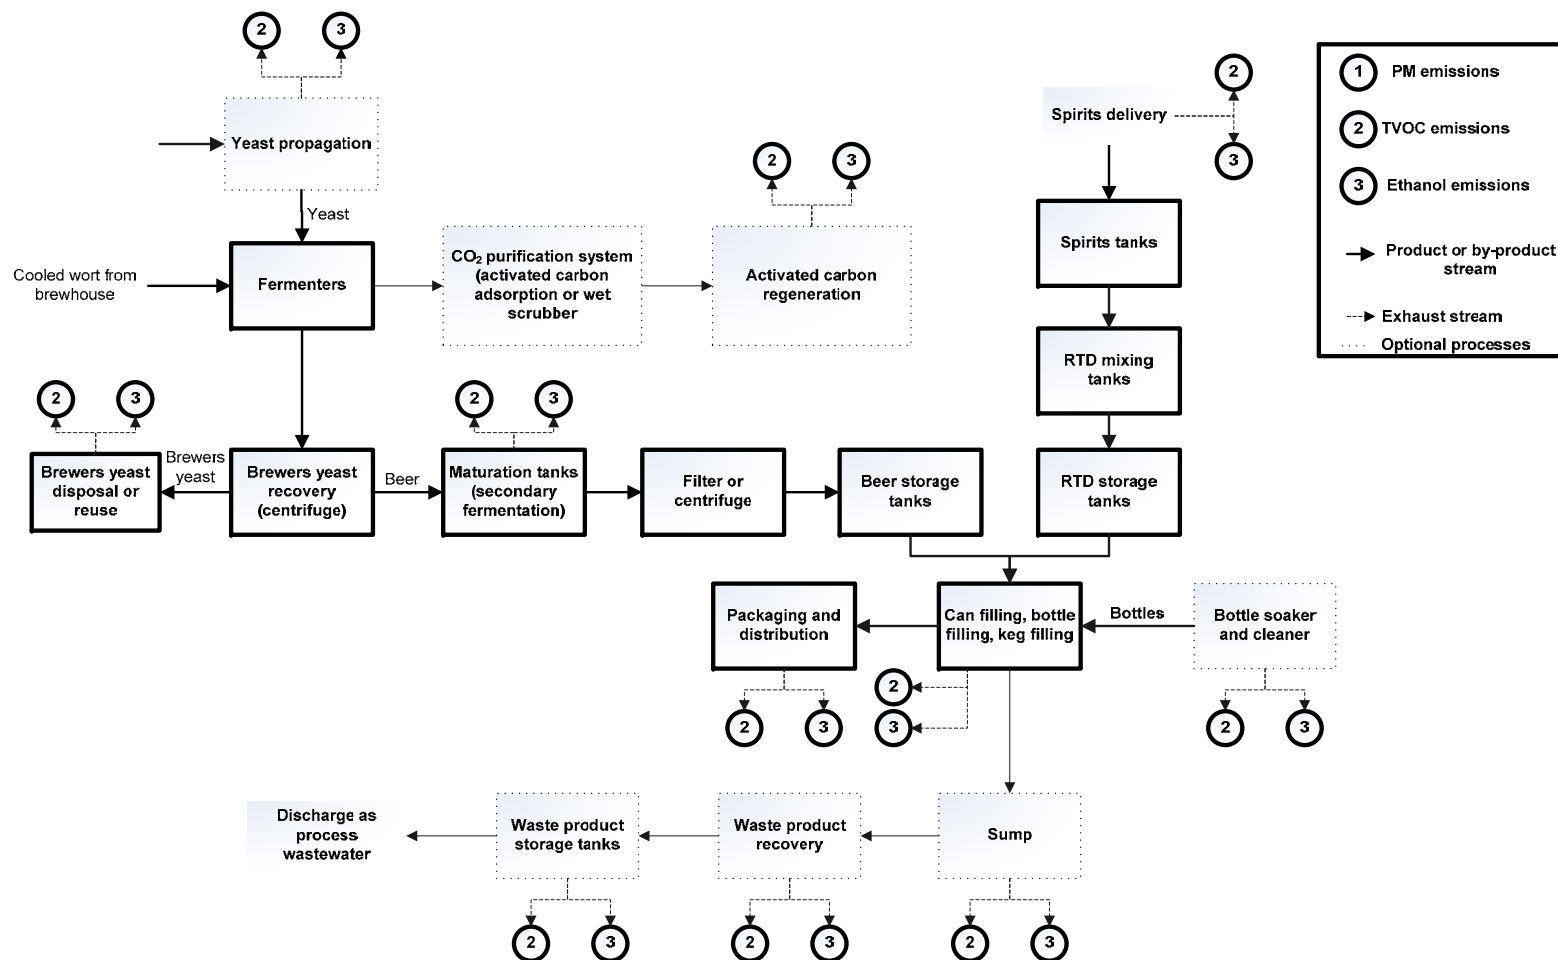 2
3
Yeast propagation
Yeast
Cooled wort from
brewhouse
Fermenters
CO₂ purification system
(activated carbon
adsorption or wet
scrubber
2
3
Activated carbon
regeneration
Spirits delivery
2
3
Spirits tanks
RTD mixing
tanks
RTD storage
tanks
1 PM emissions
2 TVOC emissions
3 Ethanol emissions
Product or by-product
stream
Exhaust stream
Optional processes
2
3
Brewers yeast
disposal or
reuse
Brewers
yeast
Brewers yeast
recovery
(centrifuge)
Beer
2
3
Maturation tanks
(secondary
fermentation)
Filter or
centrifuge
Beer storage
tanks
Packaging and
distribution
2
3
Can filling, bottle
filling, keg filling
2
3
Bottles
Bottle soaker
and cleaner
2
3
Discharge as
process
wastewater
Waste product
storage tanks
2
3
Waste product
recovery
2
3
Sump
2
3